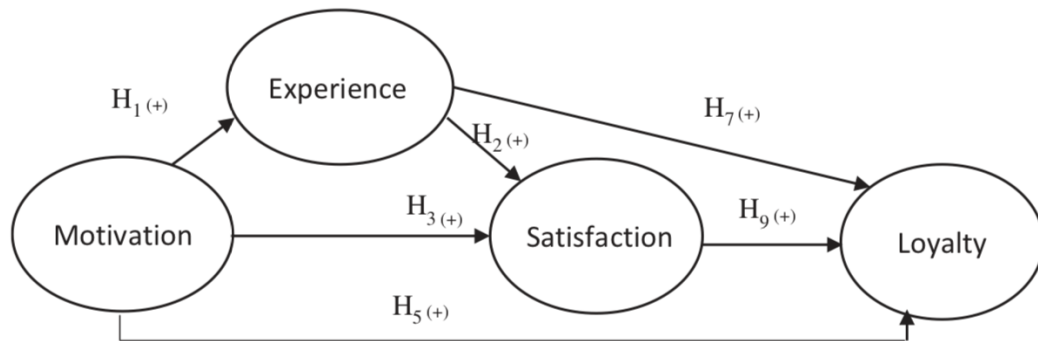 Experience
H1 (+)
H7 (+)
H2 (+)
H3 (+)
H9 (+)
Motivation
Satisfaction
Loyalty
H5 (+)